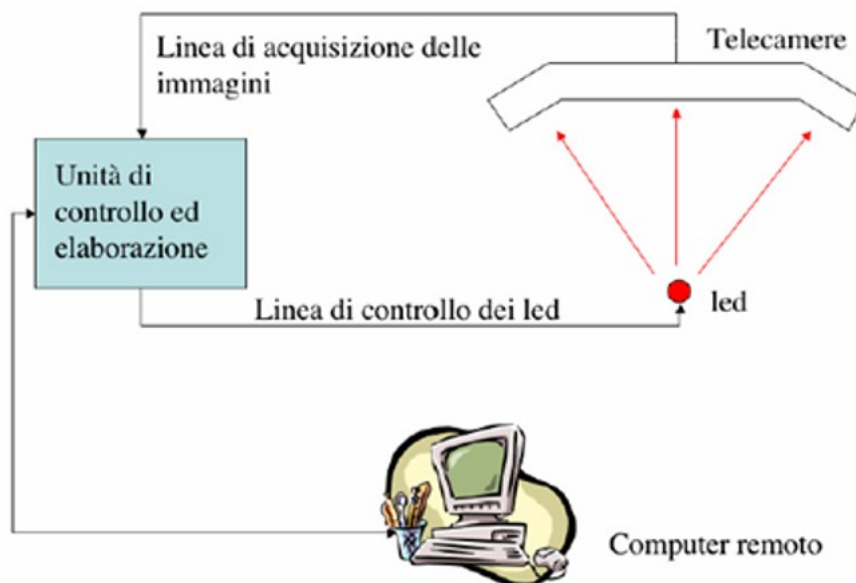 Linea di acquisizione delle
immagini
Telecamere
Unità di
controllo ed
elaborazione
Linea di controllo dei led
led
Computer remoto